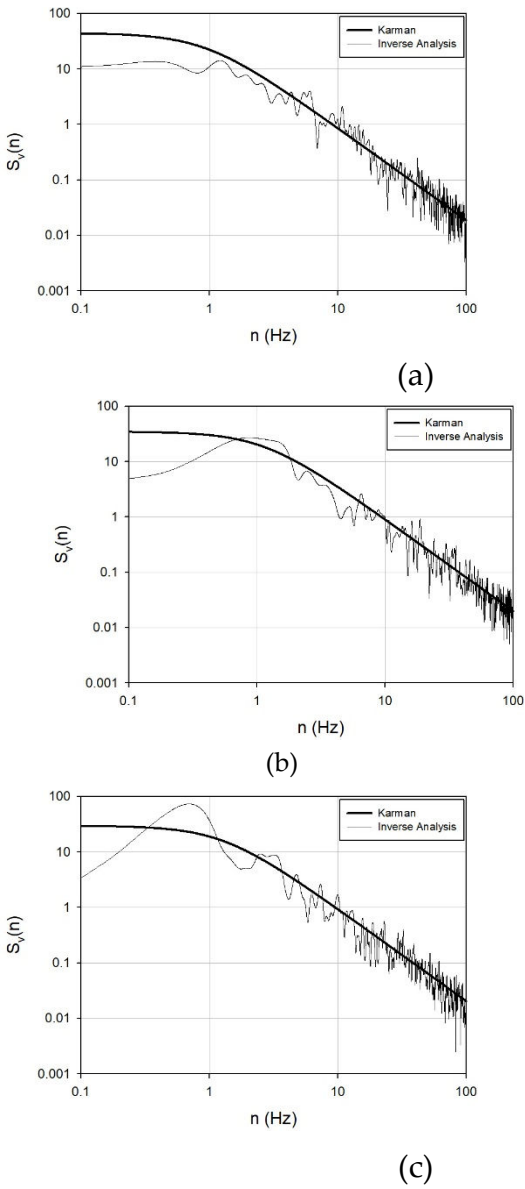 100
10
1
0.1
0.01
0.001
S_v(n)
Karman
Inverse Analysis
0.1 1 10 100
n (Hz)
(a)
100
10
1
0.1
0.01
0.001
S_v(n)
Karman
Inverse Analysis
0.1 1 10 100
n (Hz)
(b)
100
10
1
0.1
0.01
0.001
S_v(n)
Karman
Inverse Analysis
0.1 1 10 100
n (Hz)
(c)